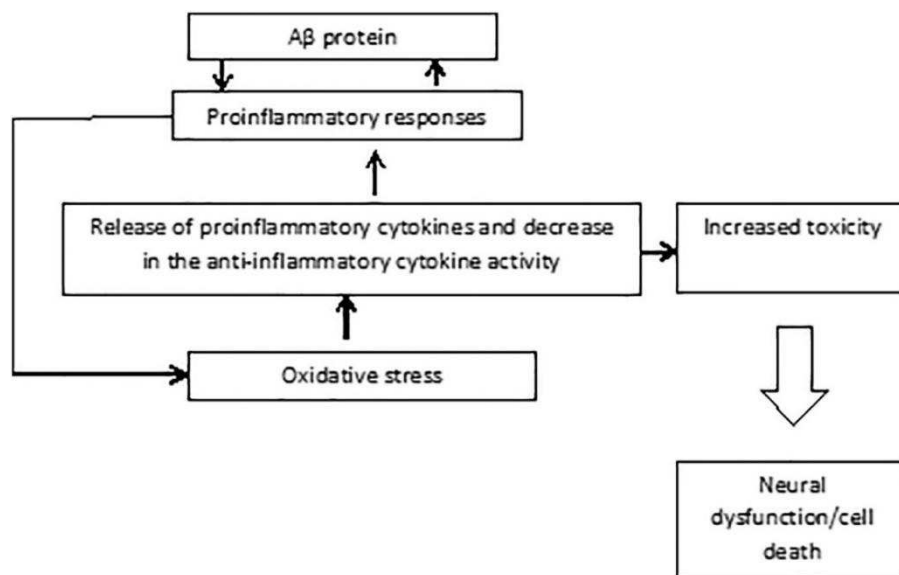 Aβ protein
Proinflammatory responses
Release of proinflammatory cytokines and decrease
in the anti-inflammatory cytokine activity
Increased toxicity
Oxidative stress
Neural
dysfunction/cell
death